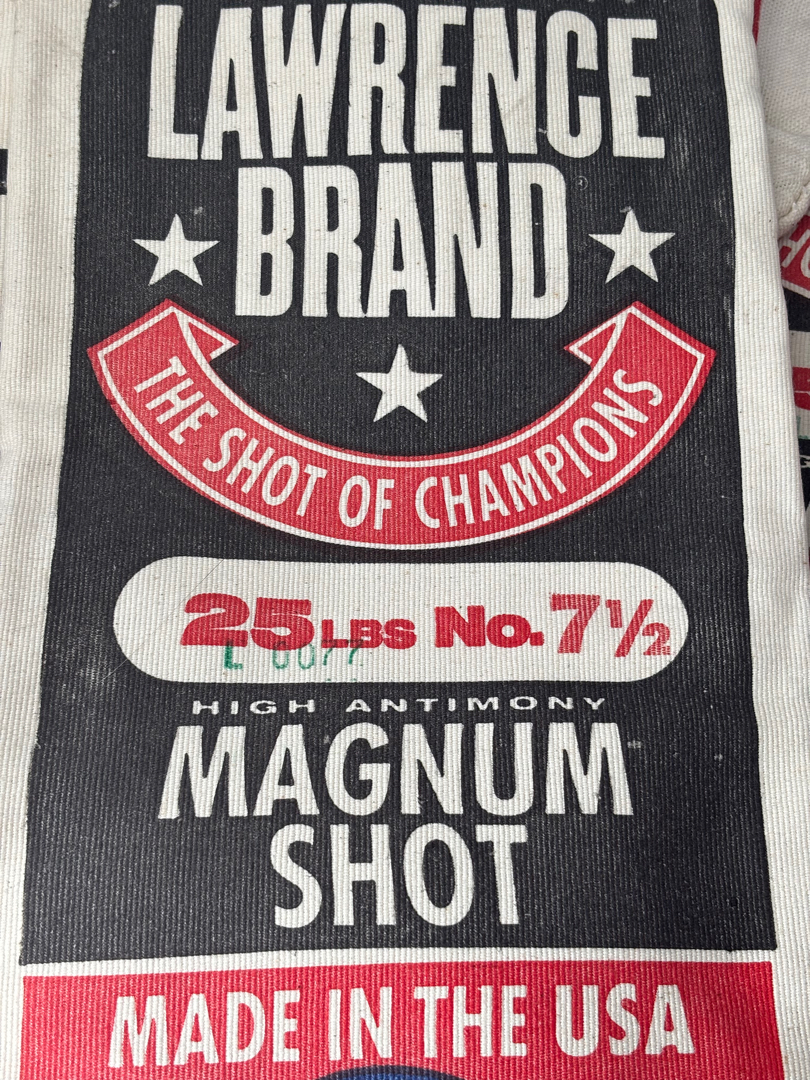 LAWRENCE
BRAND
THE SHOT OF CHAMPIONS
25 LBS No. 7½
L 0077
HIGH ANTIMONY
MAGNUM
SHOT
MADE IN THE USA